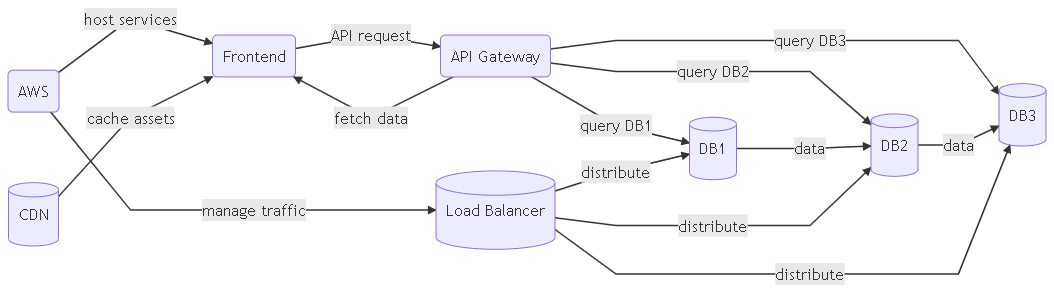 host services
Frontend
API request
API Gateway
query DB3
query DB2
AWS
cache assets
fetch data
query DB1
DB3
DB1
data
DB2
data
distribute
CDN
manage traffic
Load Balancer
distribute
distribute